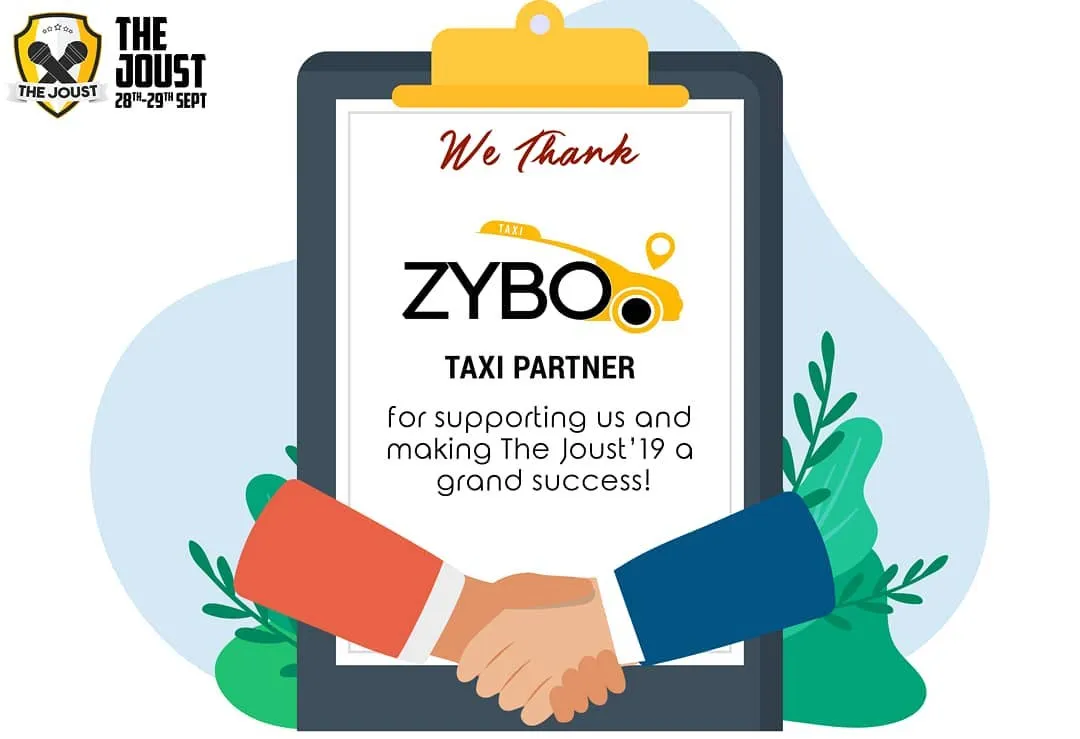 THE JOUST
THE
JOUST
28TH-29TH SEPT
We Thank
TAXI
ZYBO
TAXI PARTNER
for supporting us and
making The Joust'19 a
grand success!